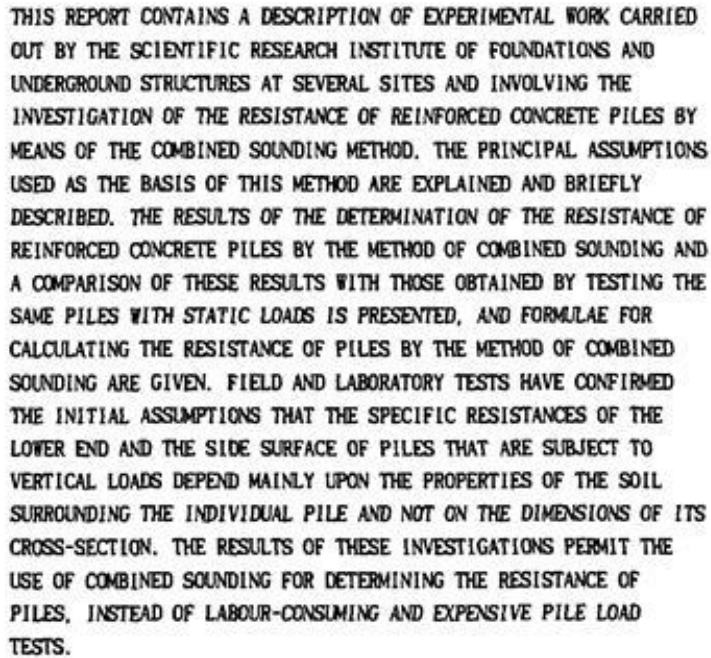 THIS REPORT CONTAINS A DESCRIPTION OF EXPERIMENTAL WORK CARRIED
OUT BY THE SCIENTIFIC RESEARCH INSTITUTE OF FOUNDATIONS AND
UNDERGROUND STRUCTURES AT SEVERAL SITES AND INVOLVING THE
INVESTIGATION OF THE RESISTANCE OF REINFORCED CONCRETE PILES BY
MEANS OF THE COMBINED SOUNDING METHOD. THE PRINCIPAL ASSUMPTIONS
USED AS THE BASIS OF THIS METHOD ARE EXPLAINED AND BRIEFLY
DESCRIBED. THE RESULTS OF THE DETERMINATION OF THE RESISTANCE OF
REINFORCED CONCRETE PILES BY THE METHOD OF COMBINED SOUNDING AND
A COMPARISON OF THESE RESULTS WITH THOSE OBTAINED BY TESTING THE
SAME PILES WITH STATIC LOADS IS PRESENTED, AND FORMULAE FOR
CALCULATING THE RESISTANCE OF PILES BY THE METHOD OF COMBINED
SOUNDING ARE GIVEN. FIELD AND LABORATORY TESTS HAVE CONFIRMED
THE INITIAL ASSUMPTIONS THAT THE SPECIFIC RESISTANCES OF THE
LOWER END AND THE SIDE SURFACE OF PILES THAT ARE SUBJECT TO
VERTICAL LOADS DEPEND MAINLY UPON THE PROPERTIES OF THE SOIL
SURROUNDING THE INDIVIDUAL PILE AND NOT ON THE DIMENSIONS OF ITS
CROSS-SECTION. THE RESULTS OF THESE INVESTIGATIONS PERMIT THE
USE OF COMBINED SOUNDING FOR DETERMINING THE RESISTANCE OF
PILES, INSTEAD OF LABOUR-CONSUMING AND EXPENSIVE PILE LOAD
TESTS.